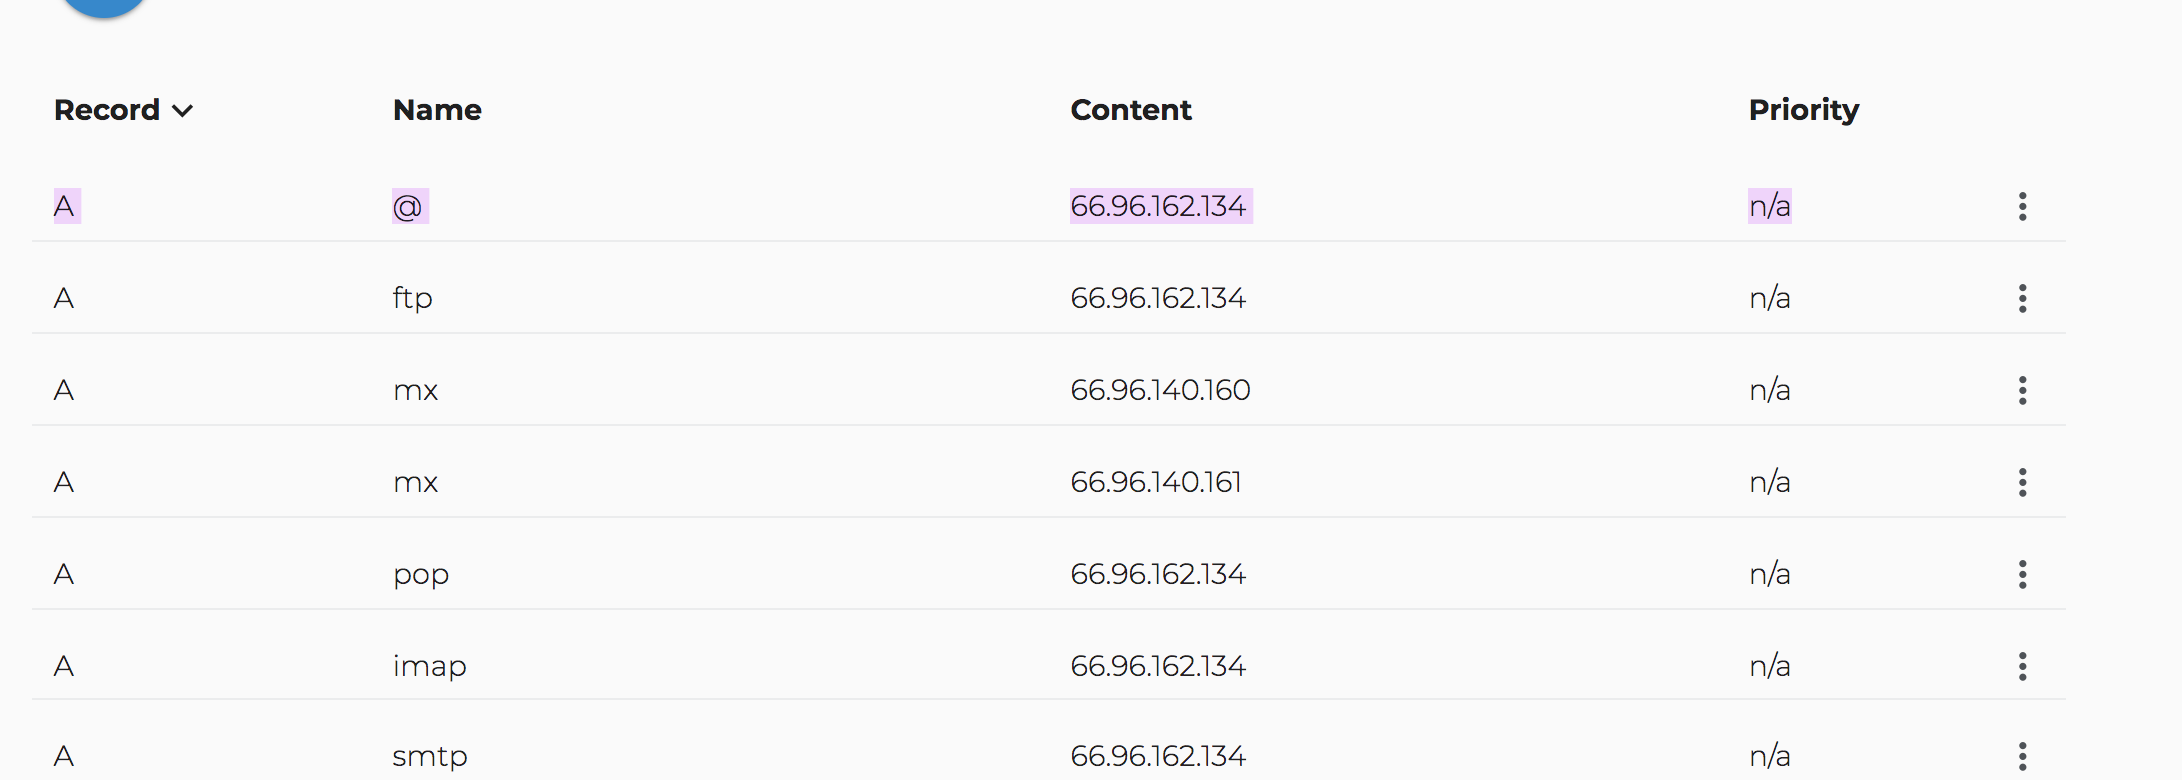 Record Name Content Priority
A @ 66.96.162.134 n/a
A ftp 66.96.162.134 n/a
A mx 66.96.140.160 n/a
A mx 66.96.140.161 n/a
A pop 66.96.162.134 n/a
A imap 66.96.162.134 n/a
A smtp 66.96.162.134 n/a